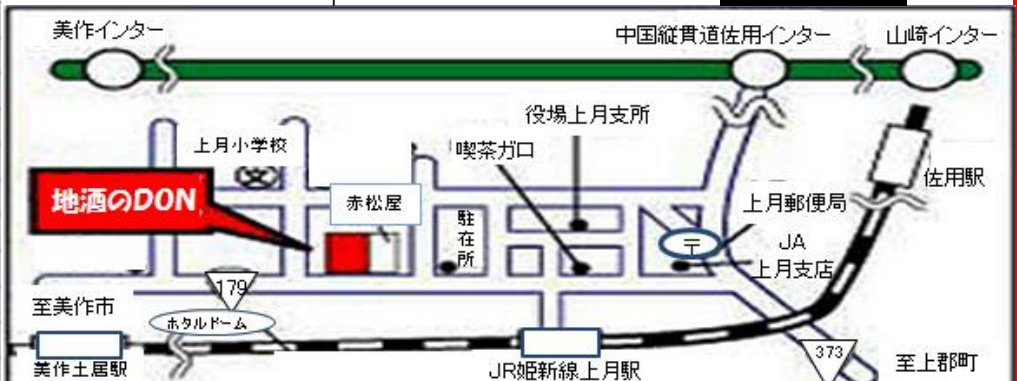 美作インター
中国縦貫道佐用インター
山崎インター
役場上月支所
上月小学校
喫茶ガロ
佐用駅
地酒のDON
赤松屋
上月郵便局
駐在所
〒
JA
上月支店
179
至美作市
ホタルドーム
373
至上郡町
美作土居駅
JR姫新線上月駅